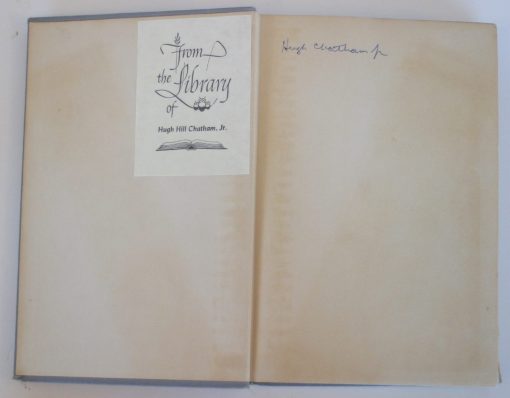 From
the Library
of
Hugh Hill Chatham, Jr.
Hugh Chatham Jr